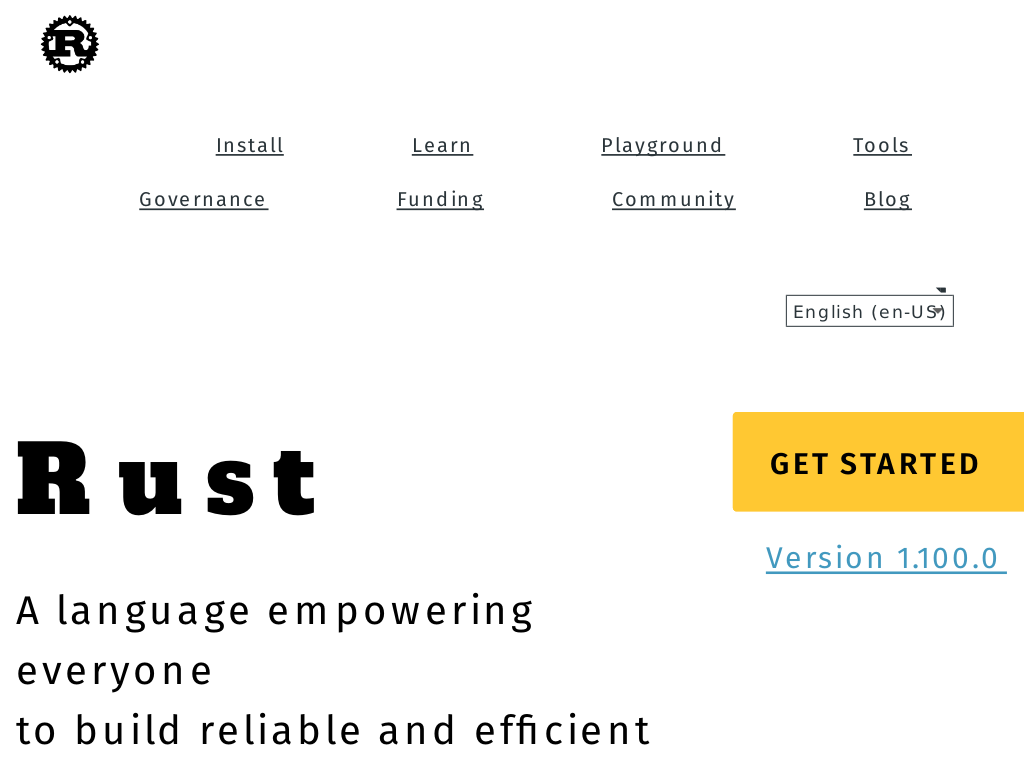 R
Install Learn Playground Tools
Governance Funding Community Blog
English (en-US)
Rust
GET STARTED
Version 1.100.0
A language empowering
everyone
to build reliable and efficient